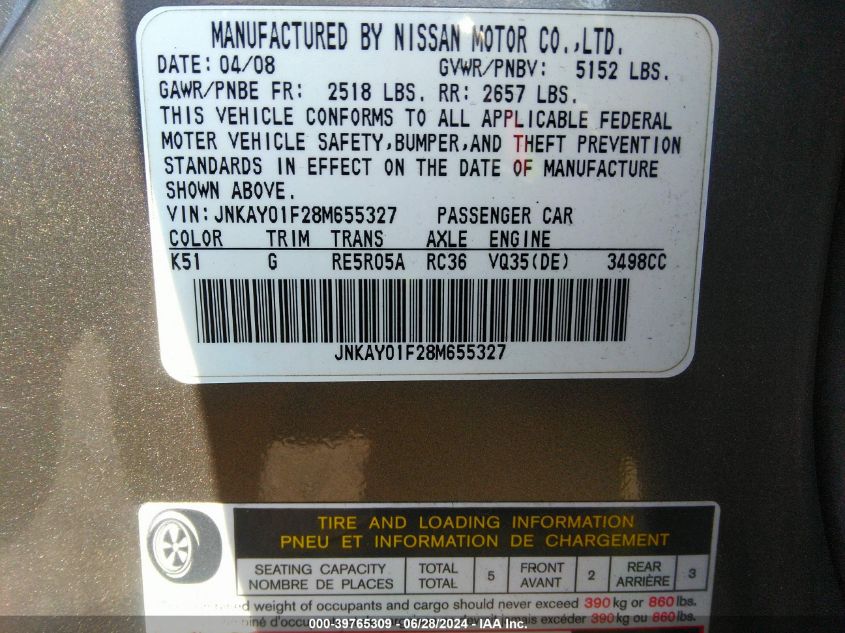 MANUFACTURED BY NISSAN MOTOR CO.,LTD.
DATE: 04/08 GVWR/PNBV: 5152 LBS.
GAWR/PNBE FR: 2518 LBS. RR: 2657 LBS.
THIS VEHICLE CONFORMS TO ALL APPLICABLE FEDERAL
MOTER VEHICLE SAFETY,BUMPER,AND THEFT PREVENTION
STANDARDS IN EFFECT ON THE DATE OF MANUFACTURE
SHOWN ABOVE.
VIN:JNKAY01F28M655327 PASSENGER CAR
COLOR TRIM TRANS AXLE ENGINE
K51 G RE5R05A RC36 VQ35(DE) 3498CC
JNKAY01F28M655327
TIRE AND LOADING INFORMATION
PNEU ET INFORMATION DE CHARGEMENT
SEATING CAPACITY TOTAL 5 FRONT 2 REAR 3
NOMBRE DE PLACES TOTAL AVANT ARRIÈRE
weight of occupants and cargo should never exceed 390 kg or 860 lbs.
d'occupants jamais excéder 390 kg ou 860 lb.
000-39765309 - 06/28/2024 - IAA Inc.